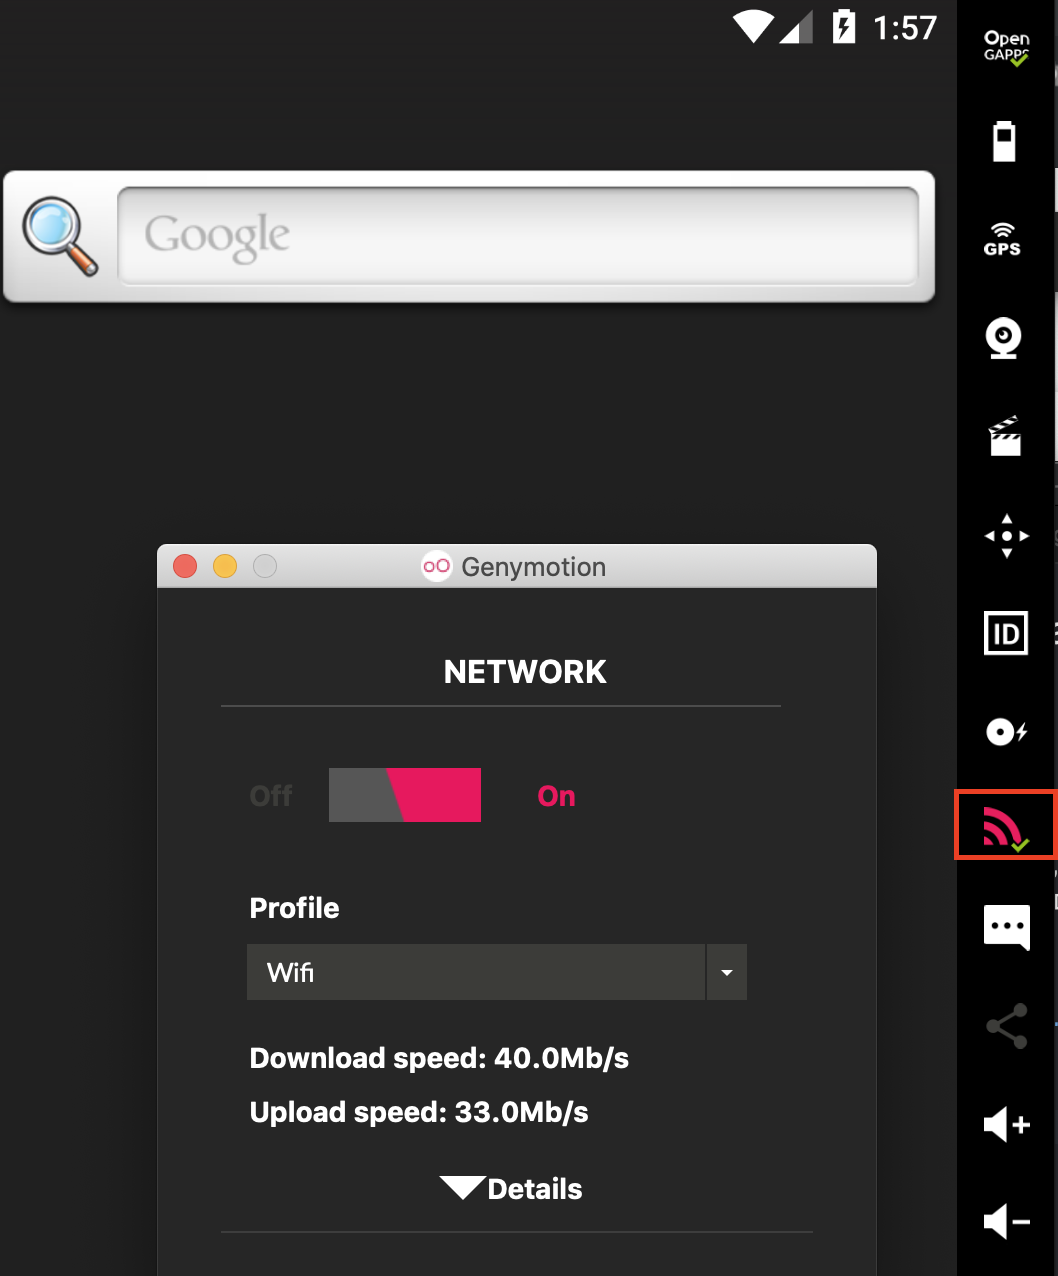 1:57
Open
GAPPS
Google
GPS
Genymotion
ID
NETWORK
Off On
Profile
Wifi
Download speed: 40.0Mb/s
Upload speed: 33.0Mb/s
Details